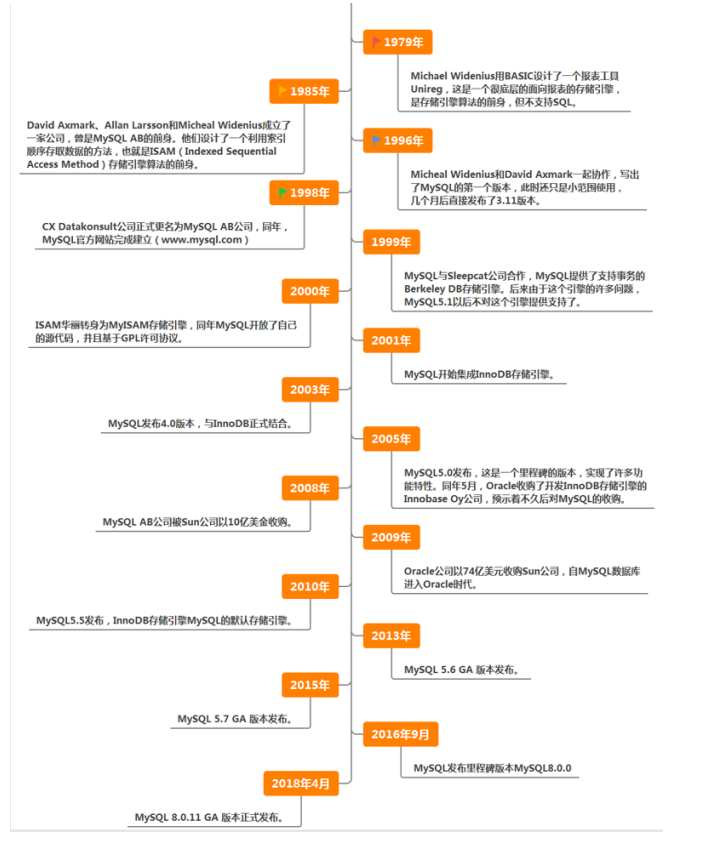 1979年
Michael Widenius用BASIC设计了一个报表工具
Unireg，这是一个很底层的面向报表的存储引擎，
是存储引擎算法的前身，但不支持SQL。
1985年
David Axmark、Allan Larsson和Micheal Widenius成立了
一家公司，曾是MySQL AB的前身。他们设计了一个利用索引
顺序存取数据的方法，也就是ISAM（Indexed Sequential
Access Method）存储引擎算法的前身。
1996年
Micheal Widenius和David Axmark一起协作，写出
了MySQL的第一个版本，此时还只是小范围使用，
几个月后直接发布了3.11版本。
1998年
CX Datakonsult公司正式更名为MySQL AB公司，同年，
MySQL官方网站完成建立（www.mysql.com）
1999年
MySQL与Sleepcat公司合作，MySQL提供了支持事务的
Berkeley DB存储引擎。后来由于这个引擎的许多问题，
MySQL5.1以后不对这个引擎提供支持了。
2000年
ISAM华丽转身为MyISAM存储引擎，同年MySQL开放了自己
的源代码，并且基于GPL许可协议。
2001年
MySQL开始集成InnoDB存储引擎。
2003年
MySQL发布4.0版本，与InnoDB正式结合。
2005年
MySQL5.0发布，这是一个里程碑的版本，实现了许多功
能特性。同年5月，Oracle收购了开发InnoDB存储引擎的
Innobase Oy公司，预示着不久后对MySQL的收购。
2008年
MySQL AB公司被Sun公司以10亿美金收购。
2009年
Oracle公司以74亿美元收购Sun公司，自MySQL数据库
进入Oracle时代。
2010年
MySQL5.5发布，InnoDB存储引擎MySQL的默认存储引擎。
2013年
MySQL 5.6 GA 版本发布。
2015年
MySQL 5.7 GA 版本发布。
2016年9月
MySQL发布里程碑版本MySQL8.0.0
2018年4月
MySQL 8.0.11 GA 版本正式发布。